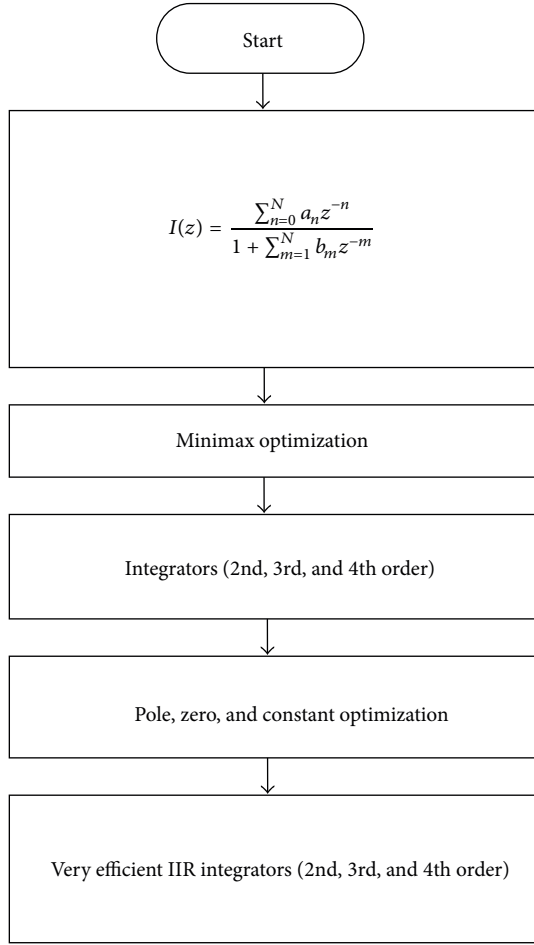 Start
I(z) = \frac{\sum_{n=0}^{N} a_n z^{-n}}{1 + \sum_{m=1}^{N} b_m z^{-m}}
Minimax optimization
Integrators (2nd, 3rd, and 4th order)
Pole, zero, and constant optimization
Very efficient IIR integrators (2nd, 3rd, and 4th order)